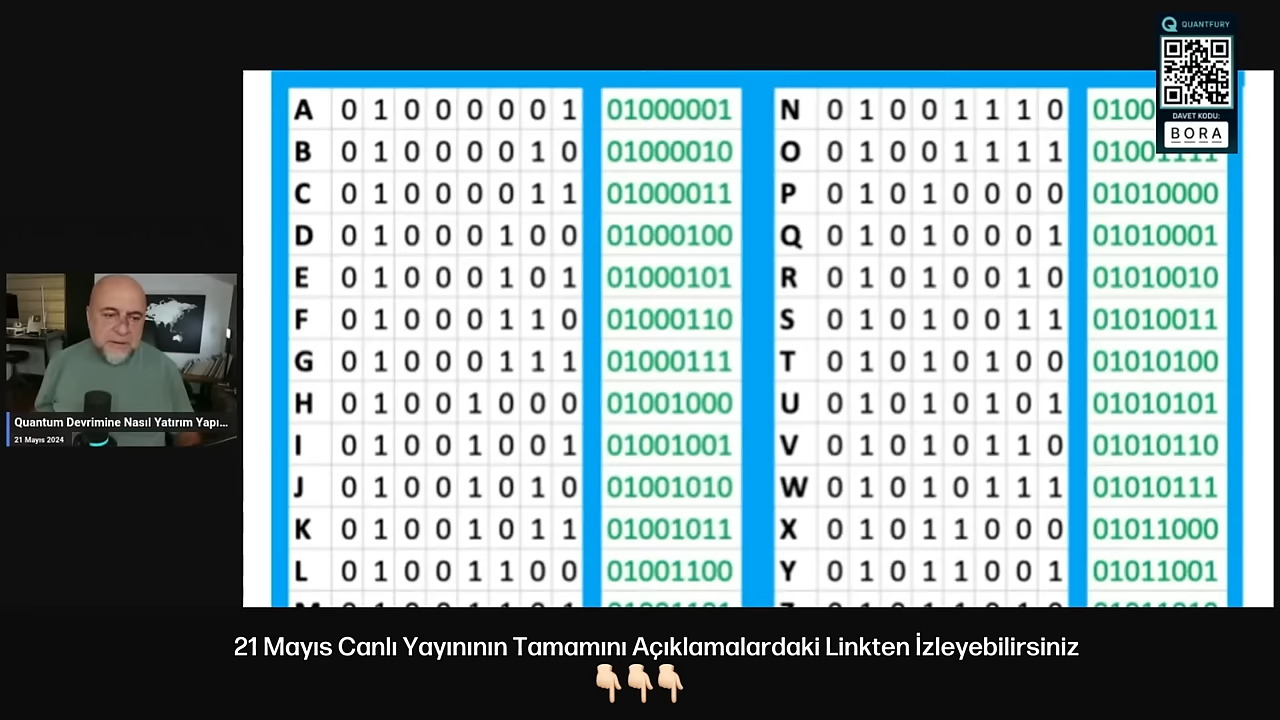 QUANTFURY
DAVET KODU:
BORA
A 0 1 0 0 0 0 0 1 01000001 N 0 1 0 0 1 1 1 0 0100
B 0 1 0 0 0 0 1 0 01000010 O 0 1 0 0 1 1 1 1 01001111
C 0 1 0 0 0 0 1 1 01000011 P 0 1 0 1 0 0 0 0 01010000
D 0 1 0 0 0 1 0 0 01000100 Q 0 1 0 1 0 0 0 1 01010001
E 0 1 0 0 0 1 0 1 01000101 R 0 1 0 1 0 0 1 0 01010010
F 0 1 0 0 0 1 1 0 01000110 S 0 1 0 1 0 0 1 1 01010011
G 0 1 0 0 0 1 1 1 01000111 T 0 1 0 1 0 1 0 0 01010100
H 0 1 0 0 1 0 0 0 01001000 U 0 1 0 1 0 1 0 1 01010101
I 0 1 0 0 1 0 0 1 01001001 V 0 1 0 1 0 1 1 0 01010110
J 0 1 0 0 1 0 1 0 01001010 W 0 1 0 1 0 1 1 1 01010111
K 0 1 0 0 1 0 1 1 01001011 X 0 1 0 1 1 0 0 0 01011000
L 0 1 0 0 1 1 0 0 01001100 Y 0 1 0 1 1 0 0 1 01011001
Quantum Devrimine Nasıl Yatırım Yapı...
21 Mayıs 2024
21 Mayıs Canlı Yayınının Tamamını Açıklamalardaki Linkten İzleyebilirsiniz